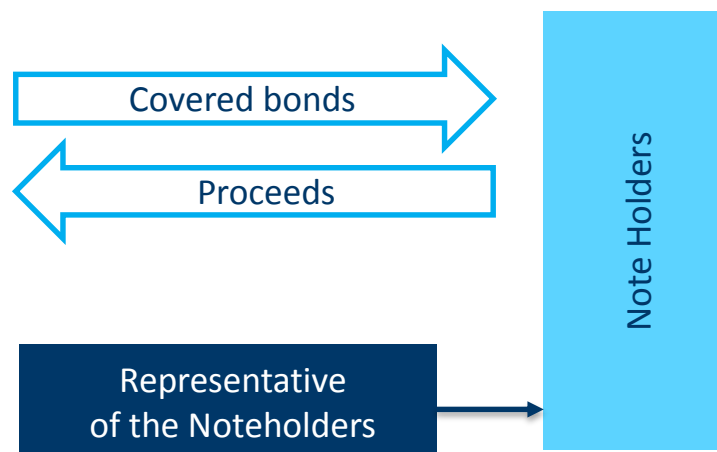 Covered bonds
Proceeds
Note Holders
Representative
of the Noteholders